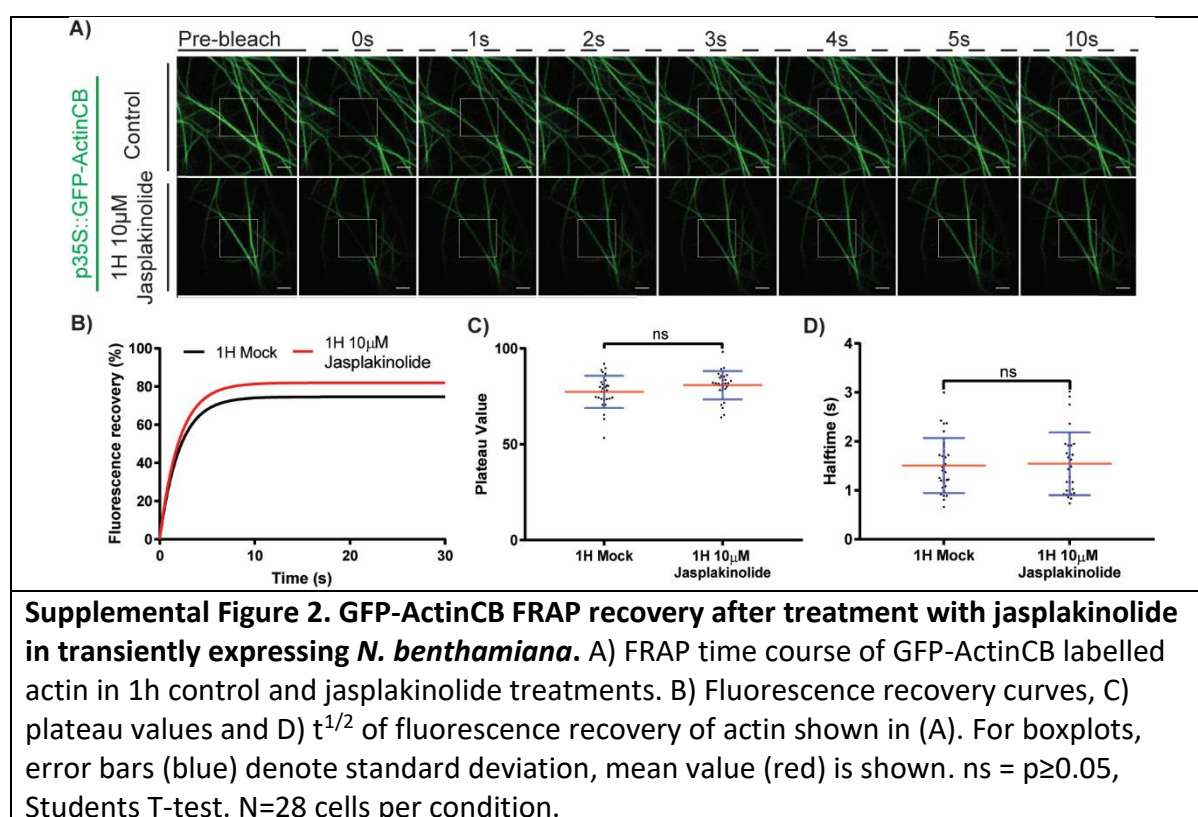 A)
Pre-bleach 0s 1s 2s 3s 4s 5s 10s
p35S::GFP-ActinCB
Control
1H 10µM
Jasplakinolide
B)
1H Mock
1H 10µM
Jasplakinolide
Fluorescence recovery (%)
100
80
60
40
20
0
0 10 20 30
Time (s)
C)
ns
Plateau Value
100
50
0
1H Mock
1H 10µM
Jasplakinolide
D)
ns
Halftime (s)
4
3
2
1
0
1H Mock
1H 10µM
Jasplakinolide
Supplemental Figure 2. GFP-ActinCB FRAP recovery after treatment with jasplakinolide
in transiently expressing N. benthamiana. A) FRAP time course of GFP-ActinCB labelled
actin in 1h control and jasplakinolide treatments. B) Fluorescence recovery curves, C)
plateau values and D) t1/2 of fluorescence recovery of actin shown in (A). For boxplots,
error bars (blue) denote standard deviation, mean value (red) is shown. ns = p≥0.05,
Students T-test. N=28 cells per condition.